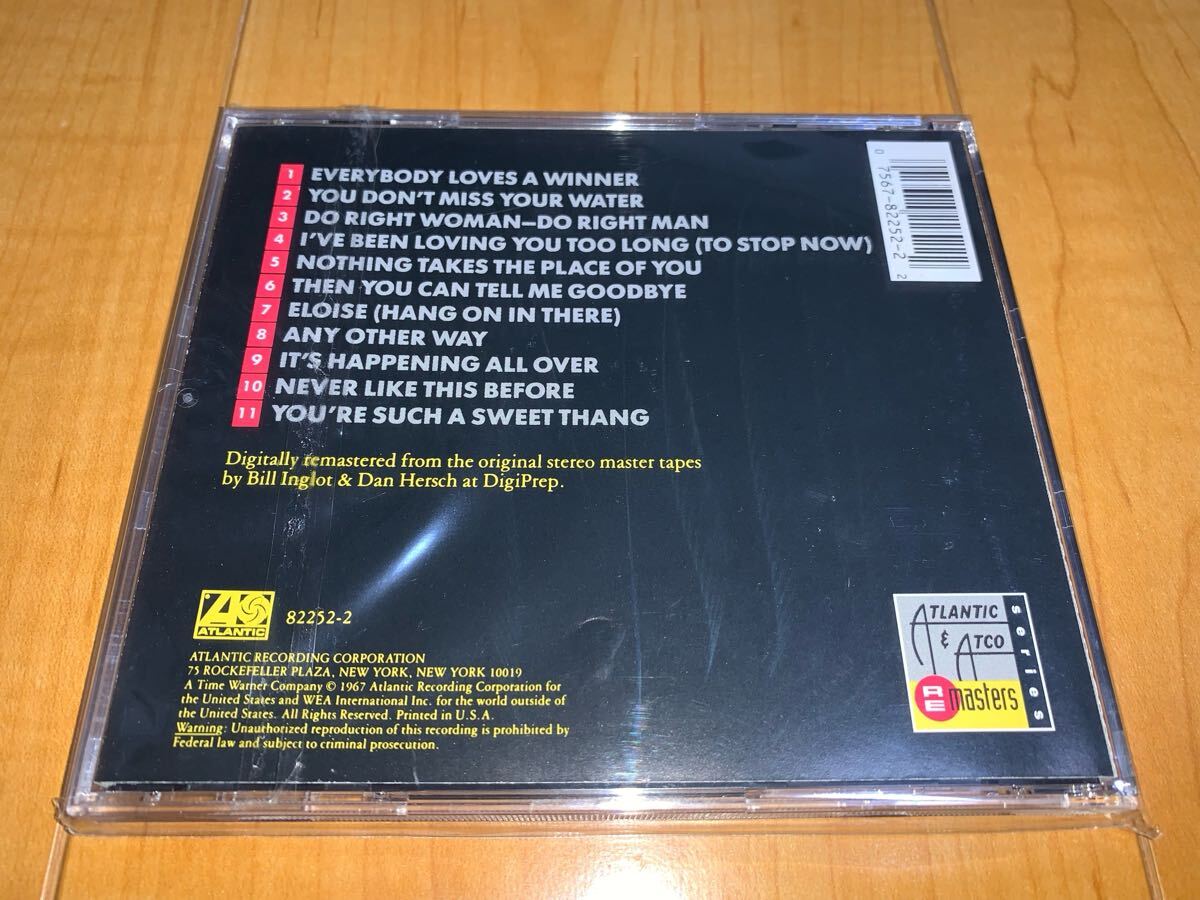 1 EVERYBODY LOVES A WINNER
2 YOU DON'T MISS YOUR WATER
3 DO RIGHT WOMAN—DO RIGHT MAN
4 I'VE BEEN LOVING YOU TOO LONG (TO STOP NOW)
5 NOTHING TAKES THE PLACE OF YOU
6 THEN YOU CAN TELL ME GOODBYE
7 ELOISE (HANG ON IN THERE)
8 ANY OTHER WAY
9 IT'S HAPPENING ALL OVER
10 NEVER LIKE THIS BEFORE
11 YOU'RE SUCH A SWEET THANG
0 7567-82252-2 2
Digitally remastered from the original stereo master tapes
by Bill Inglot & Dan Hersch at DigiPrep.
ATLANTIC
82252-2
ATLANTIC RECORDING CORPORATION
75 ROCKEFELLER PLAZA, NEW YORK, NEW YORK 10019
A Time Warner Company © 1967 Atlantic Recording Corporation for
the United States and WEA International Inc. for the world outside of
the United States. All Rights Reserved. Printed in U.S.A.
Warning: Unauthorized reproduction of this recording is prohibited by
Federal law and subject to criminal prosecution.
ATLANTIC
& ATCO
RE masters
series